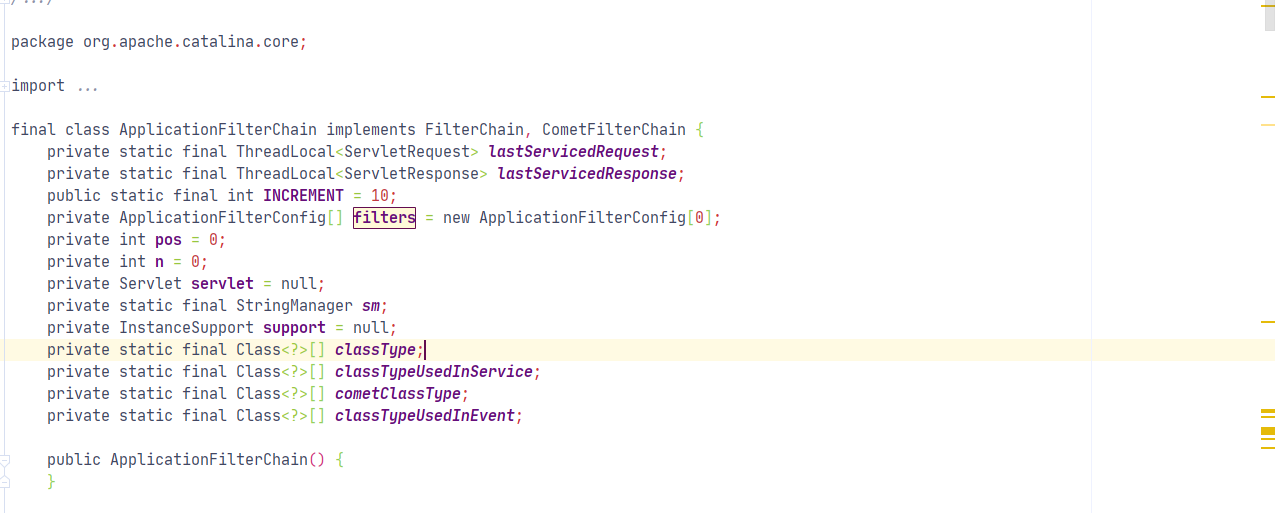 /.../
package org.apache.catalina.core;
import ...
final class ApplicationFilterChain implements FilterChain, CometFilterChain {
    private static final ThreadLocal<ServletRequest> lastServicedRequest;
    private static final ThreadLocal<ServletResponse> lastServicedResponse;
    public static final int INCREMENT = 10;
    private ApplicationFilterConfig[] filters = new ApplicationFilterConfig[0];
    private int pos = 0;
    private int n = 0;
    private Servlet servlet = null;
    private static final StringManager sm;
    private InstanceSupport support = null;
    private static final Class<?>[] classType;
    private static final Class<?>[] classTypeUsedInService;
    private static final Class<?>[] cometClassType;
    private static final Class<?>[] classTypeUsedInEvent;
    public ApplicationFilterChain() {
    }